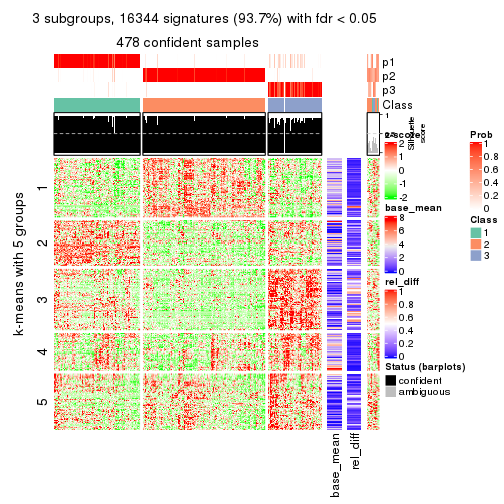 3 subgroups, 16344 signatures (93.7%) with fdr < 0.05
478 confident samples
p1
p2
p3
Class
1
Silhouette
score
z-score
2
1
0
-1
-2
base_mean
8
6
4
2
0
rel_diff
1
0.8
0.6
0.4
0.2
0
Status (barplots)
confident
ambiguous
Prob
1
0.8
0.6
0.4
0.2
0
Class
1
2
3
k-means with 5 groups
1
2
3
4
5
base_mean
rel_diff